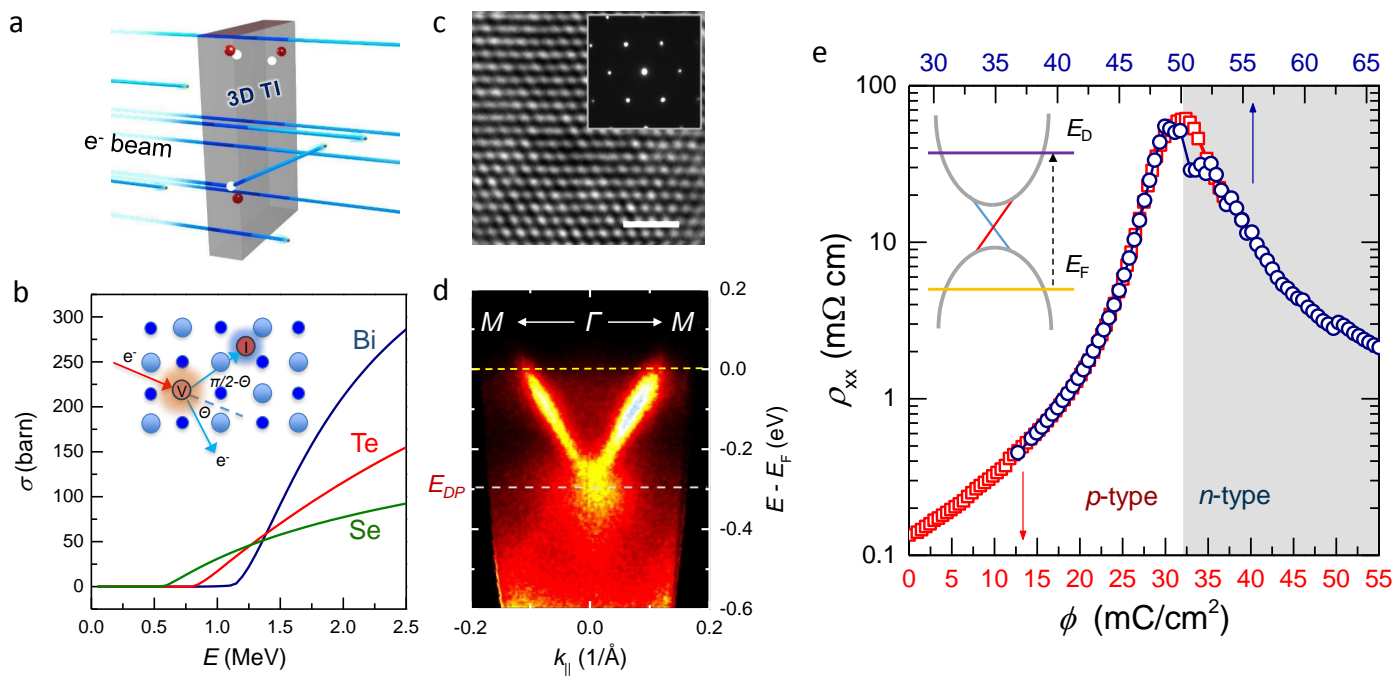 a
3D TI
e- beam
b
300
250
200
150
100
50
0
σ (barn)
e-
V
I
π/2-Θ
Θ
e-
Bi
Te
Se
0.0 0.5 1.0 1.5 2.0 2.5
E (MeV)
c
d
M ← Γ → M
E_DP
0.2
0.0
-0.2
-0.4
-0.6
E - E_F (eV)
-0.2 0.0 0.2
k_|| (1/Å)
e
30 35 40 45 50 55 60 65
100
10
1
0.1
ρ_xx (mΩ cm)
E_D
E_F
p-type n-type
0 5 10 15 20 25 30 35 40 45 50 55
ϕ (mC/cm²)